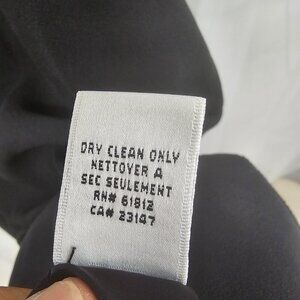 DRY CLEAN ONLY
NETTOYER A
SEC SEULEMENT
RN# 61812
CA# 23147